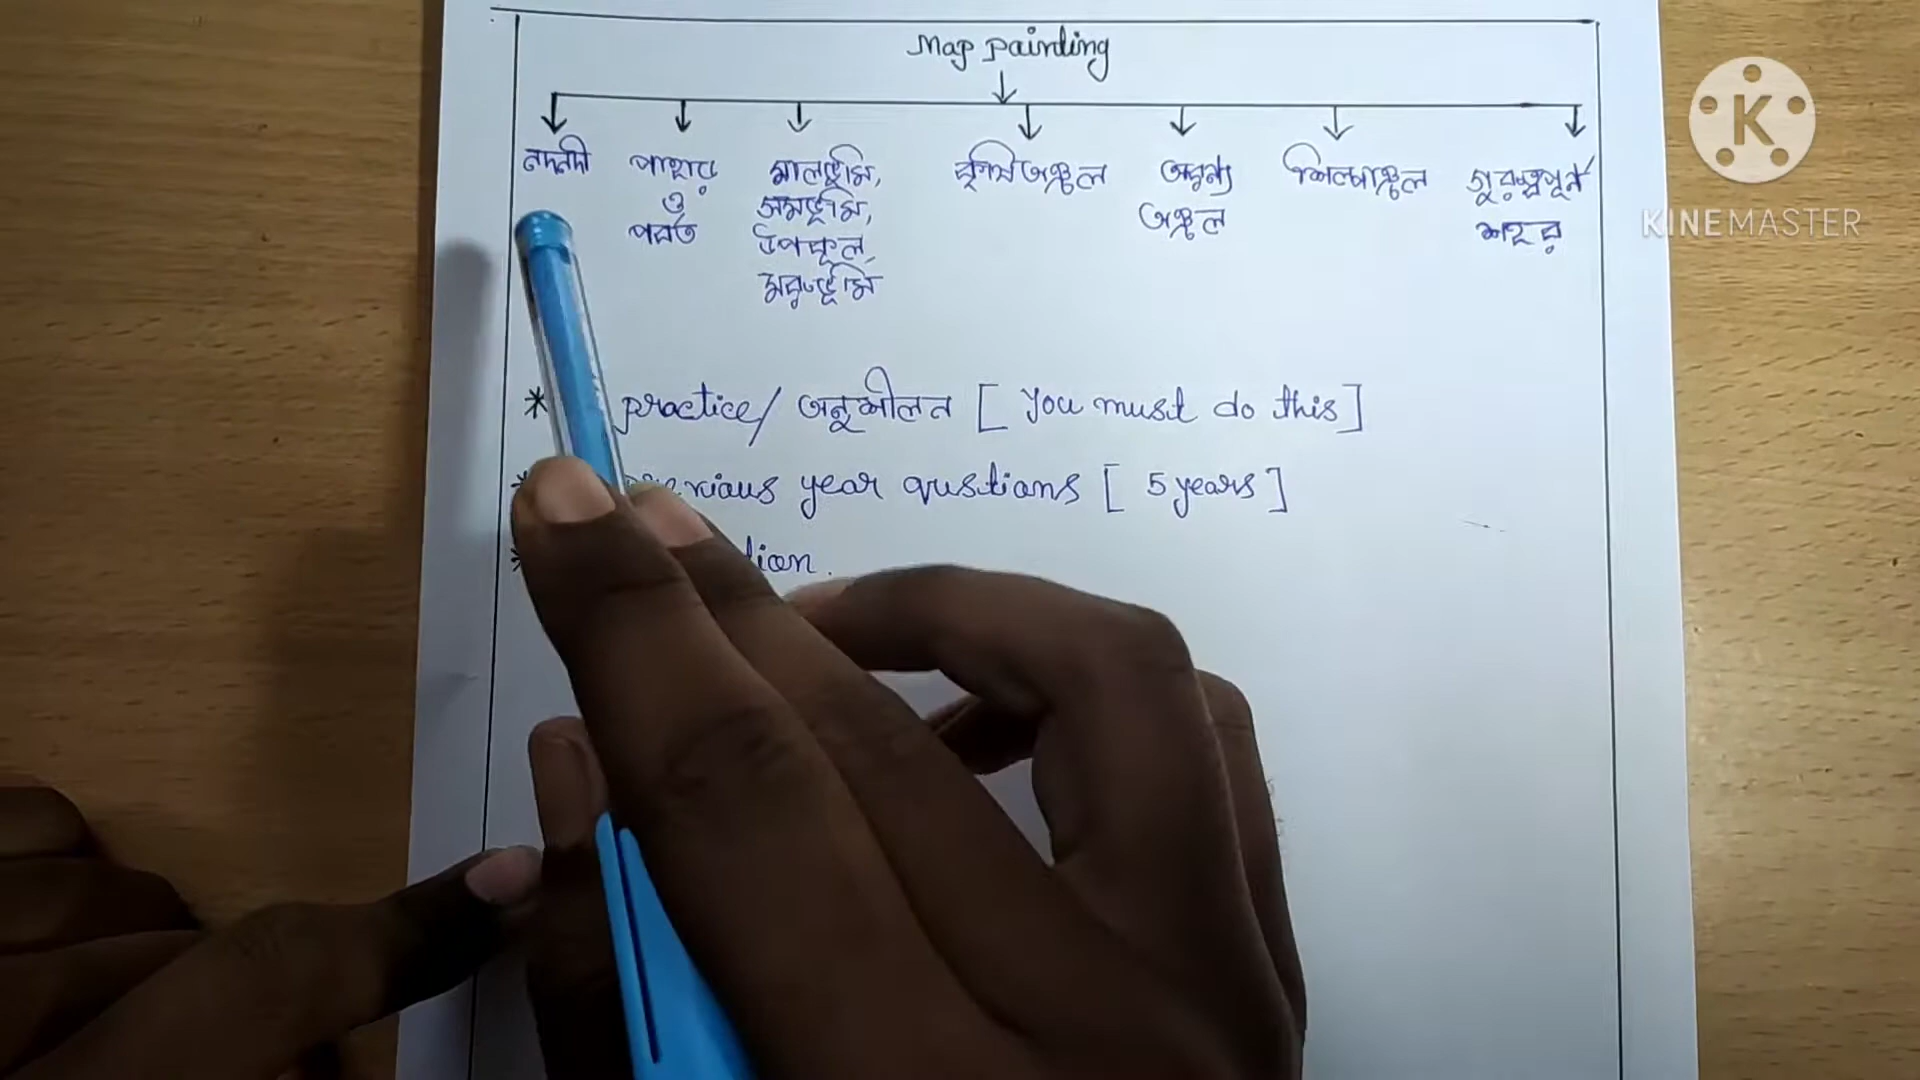 Map painting
নদনদী
পাহাড় ও পর্বত
মালভূমি, সমভূমি, উপকূল, মরুভূমি
কৃষিঅঞ্চল
অরণ্য অঞ্চল
শিল্পাঞ্চল
গুরুত্বপূর্ণ শহর
* practice/ অনুশীলন [ You must do this ]
year qustians [ 5 years ]
K
KINEMASTER